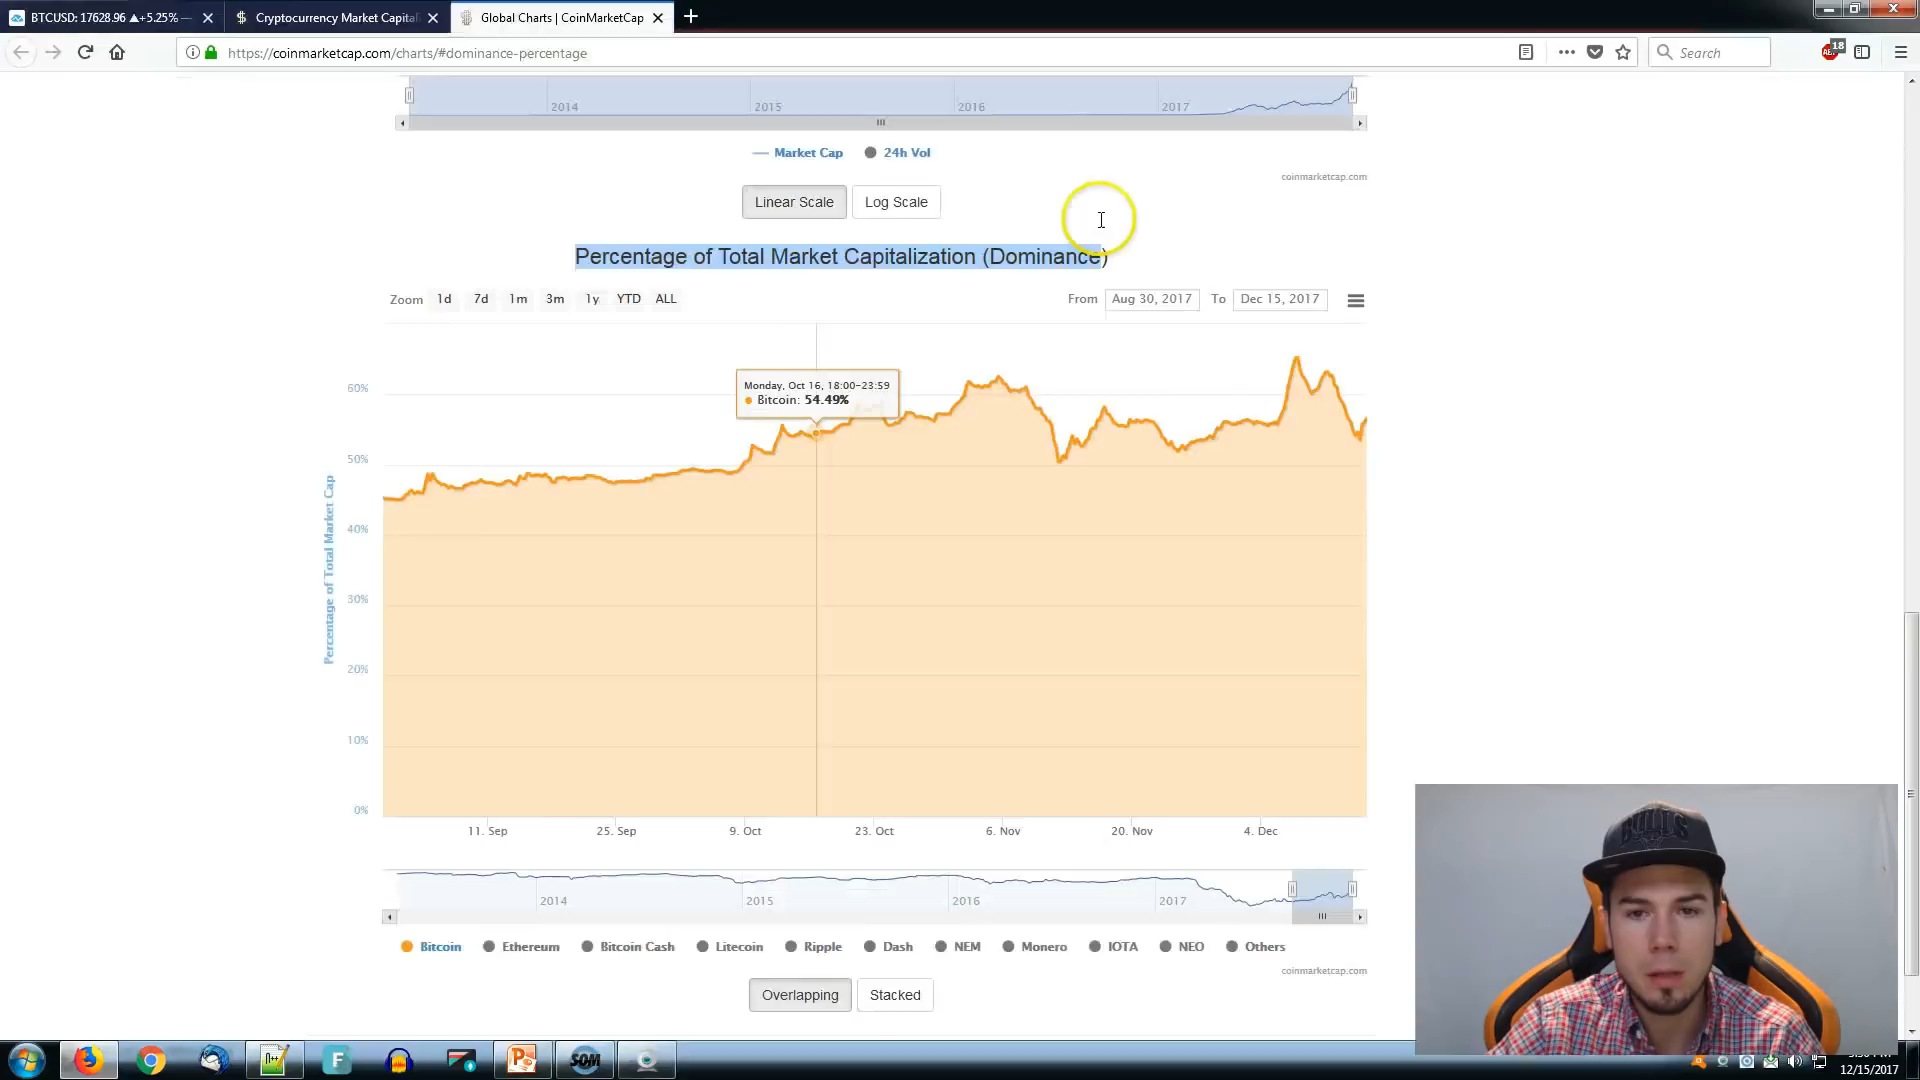 BTCUSD: 17628.96 ▲+5.25% —
Cryptocurrency Market Capital
Global Charts | CoinMarketCap
https://coinmarketcap.com/charts/#dominance-percentage
Search
18
2014 2015 2016 2017
Market Cap 24h Vol
coinmarketcap.com
Linear Scale Log Scale
Percentage of Total Market Capitalization (Dominance)
Zoom 1d 7d 1m 3m 1y YTD ALL From Aug 30, 2017 To Dec 15, 2017
Monday, Oct 16, 18:00-23:59
Bitcoin: 54.49%
60%
50%
40%
30%
20%
10%
0%
Percentage of Total Market Cap
11. Sep 25. Sep 9. Oct 23. Oct 6. Nov 20. Nov 4. Dec
2014 2015 2016 2017
Bitcoin Ethereum Bitcoin Cash Litecoin Ripple Dash NEM Monero IOTA NEO Others
coinmarketcap.com
Overlapping Stacked
BULLS
F
SOM
12/15/2017